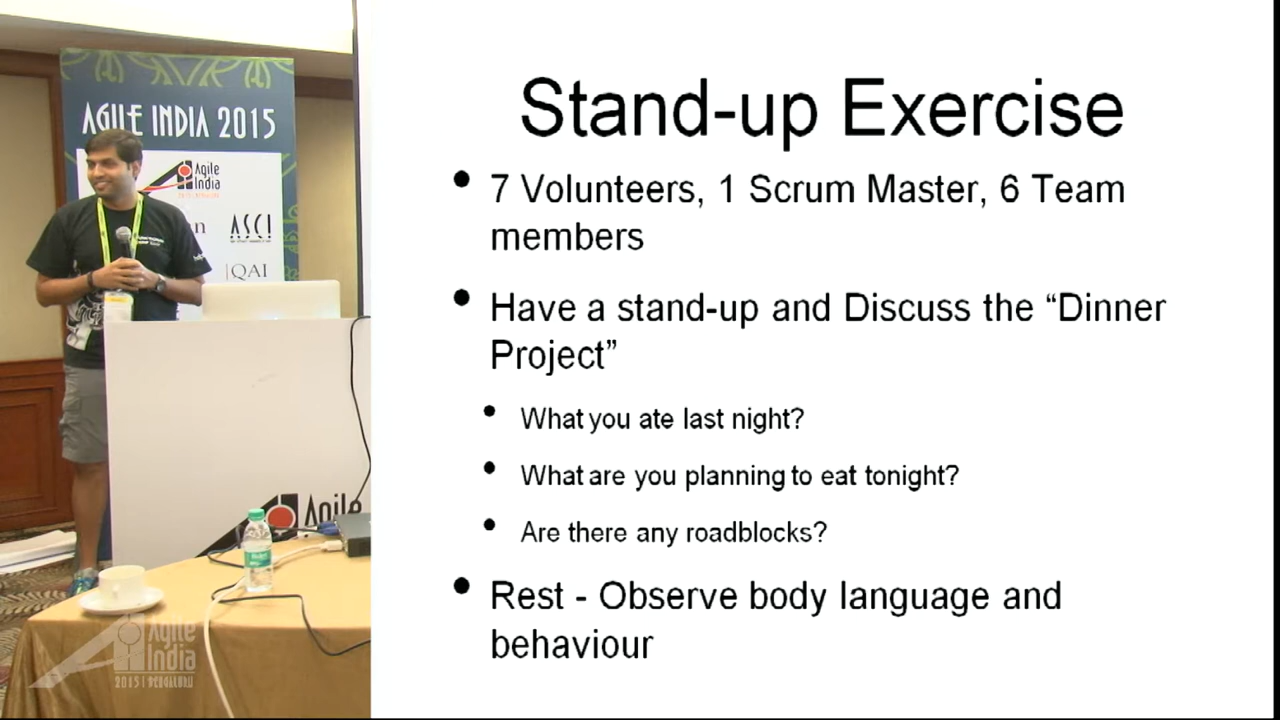 AGILE INDIA 2015
Agile
India
ASCI
QAI
Agile
Agile
India
2015 | BENGALURU
Stand-up Exercise
• 7 Volunteers, 1 Scrum Master, 6 Team
members
• Have a stand-up and Discuss the “Dinner
Project”
• What you ate last night?
• What are you planning to eat tonight?
• Are there any roadblocks?
• Rest - Observe body language and
behaviour